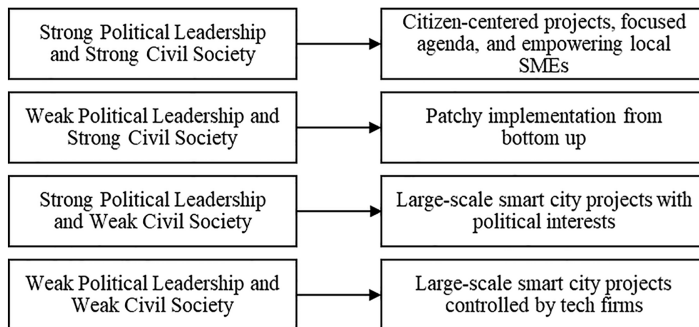 Strong Political Leadership
and Strong Civil Society
Citizen-centered projects, focused
agenda, and empowering local
SMEs
Weak Political Leadership and
Strong Civil Society
Patchy implementation from
bottom up
Strong Political Leadership
and Weak Civil Society
Large-scale smart city projects with
political interests
Weak Political Leadership and
Weak Civil Society
Large-scale smart city projects
controlled by tech firms